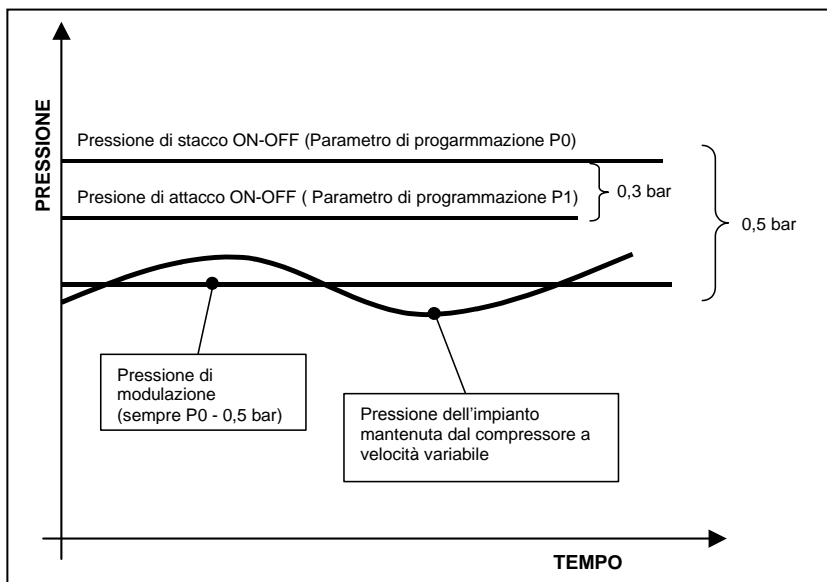 PRESSIONE
Pressione di stacco ON-OFF (Parametro di progarmmazione P0)
Presione di attacco ON-OFF ( Parametro di programmazione P1)
0,3 bar
0,5 bar
Pressione di
modulazione
(sempre P0 - 0,5 bar)
Pressione dell'impianto
mantenuta dal compressore a
velocità variabile
TEMPO